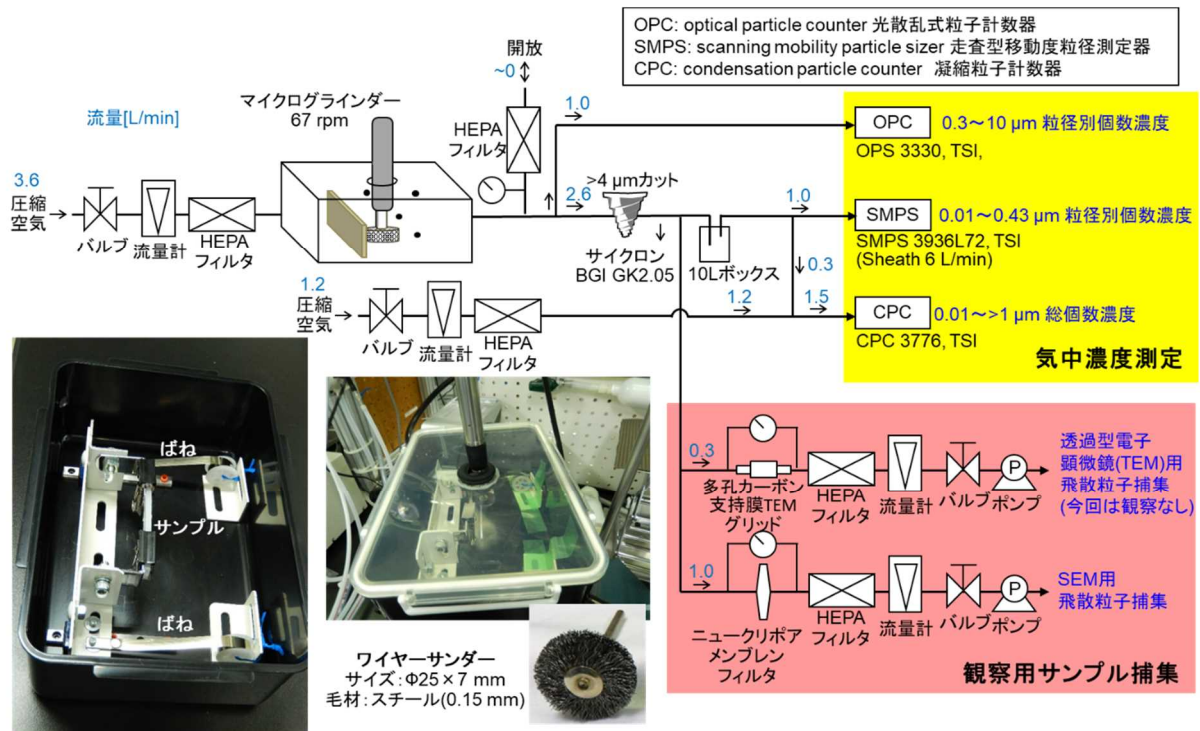 OPC: optical particle counter 光散乱式粒子計数器
SMPS: scanning mobility particle sizer 走査型移動度粒径測定器
CPC: condensation particle counter 凝縮粒子計数器
流量[L/min]
マイクログラインダー
67 rpm
開放
~0
HEPA
フィルタ
1.0
OPC
0.3～10 µm 粒径別個数濃度
OPS 3330, TSI,
3.6
圧縮
空気
バルブ
流量計
HEPA
フィルタ
2.6
>4 µmカット
サイクロン
BGI GK2.05
10Lボックス
1.0
SMPS
0.01～0.43 µm 粒径別個数濃度
SMPS 3936L72, TSI
(Sheath 6 L/min)
0.3
1.2
圧縮
空気
バルブ
流量計
HEPA
フィルタ
1.2
1.5
CPC
0.01～>1 µm 総個数濃度
CPC 3776, TSI
気中濃度測定
ばね
サンプル
ばね
ワイヤーサンダー
サイズ：Φ25×7 mm
毛材：スチール(0.15 mm)
0.3
多孔カーボン
支持膜TEM
グリッド
HEPA
フィルタ
流量計
バルブ
P
ポンプ
透過型電子
顕微鏡(TEM)用
飛散粒子捕集
(今回は観察なし)
1.0
ニュークリポア
メンブレン
フィルタ
HEPA
フィルタ
流量計
バルブ
P
ポンプ
SEM用
飛散粒子捕集
観察用サンプル捕集